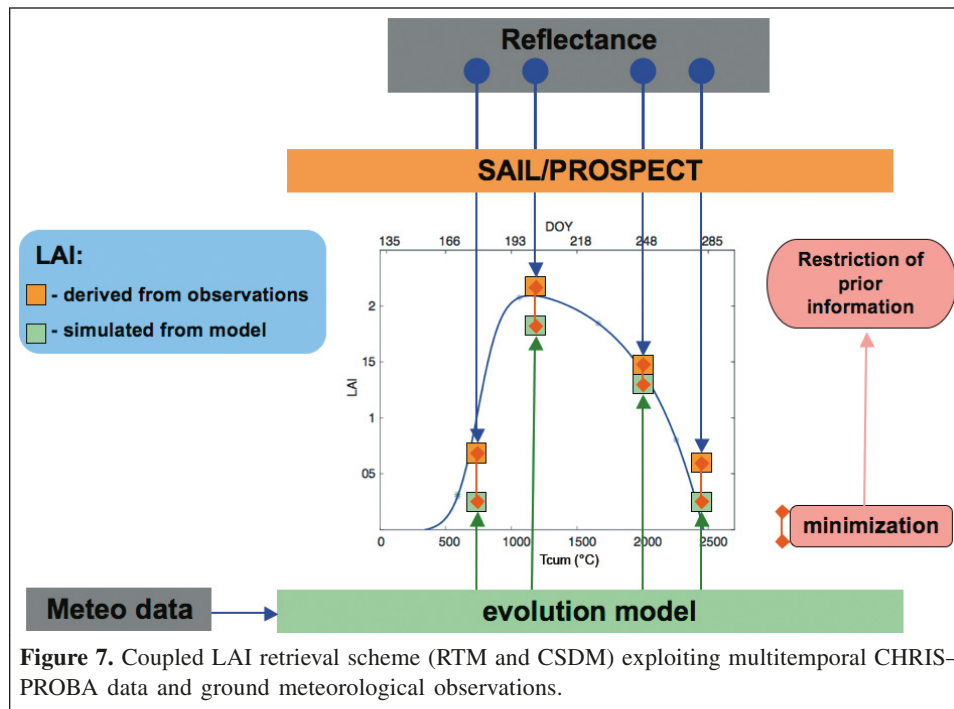 Reflectance
SAIL/PROSPECT
LAI:
- derived from observations
- simulated from model
DOY
135 166 193 218 248 285
2
15
1
05
LAI
0 500 1000 1500 2000 2500
Tcum (°C)
Restriction of
prior
information
minimization
Meteo data
evolution model
Figure 7. Coupled LAI retrieval scheme (RTM and CSDM) exploiting multitemporal CHRIS–
PROBA data and ground meteorological observations.